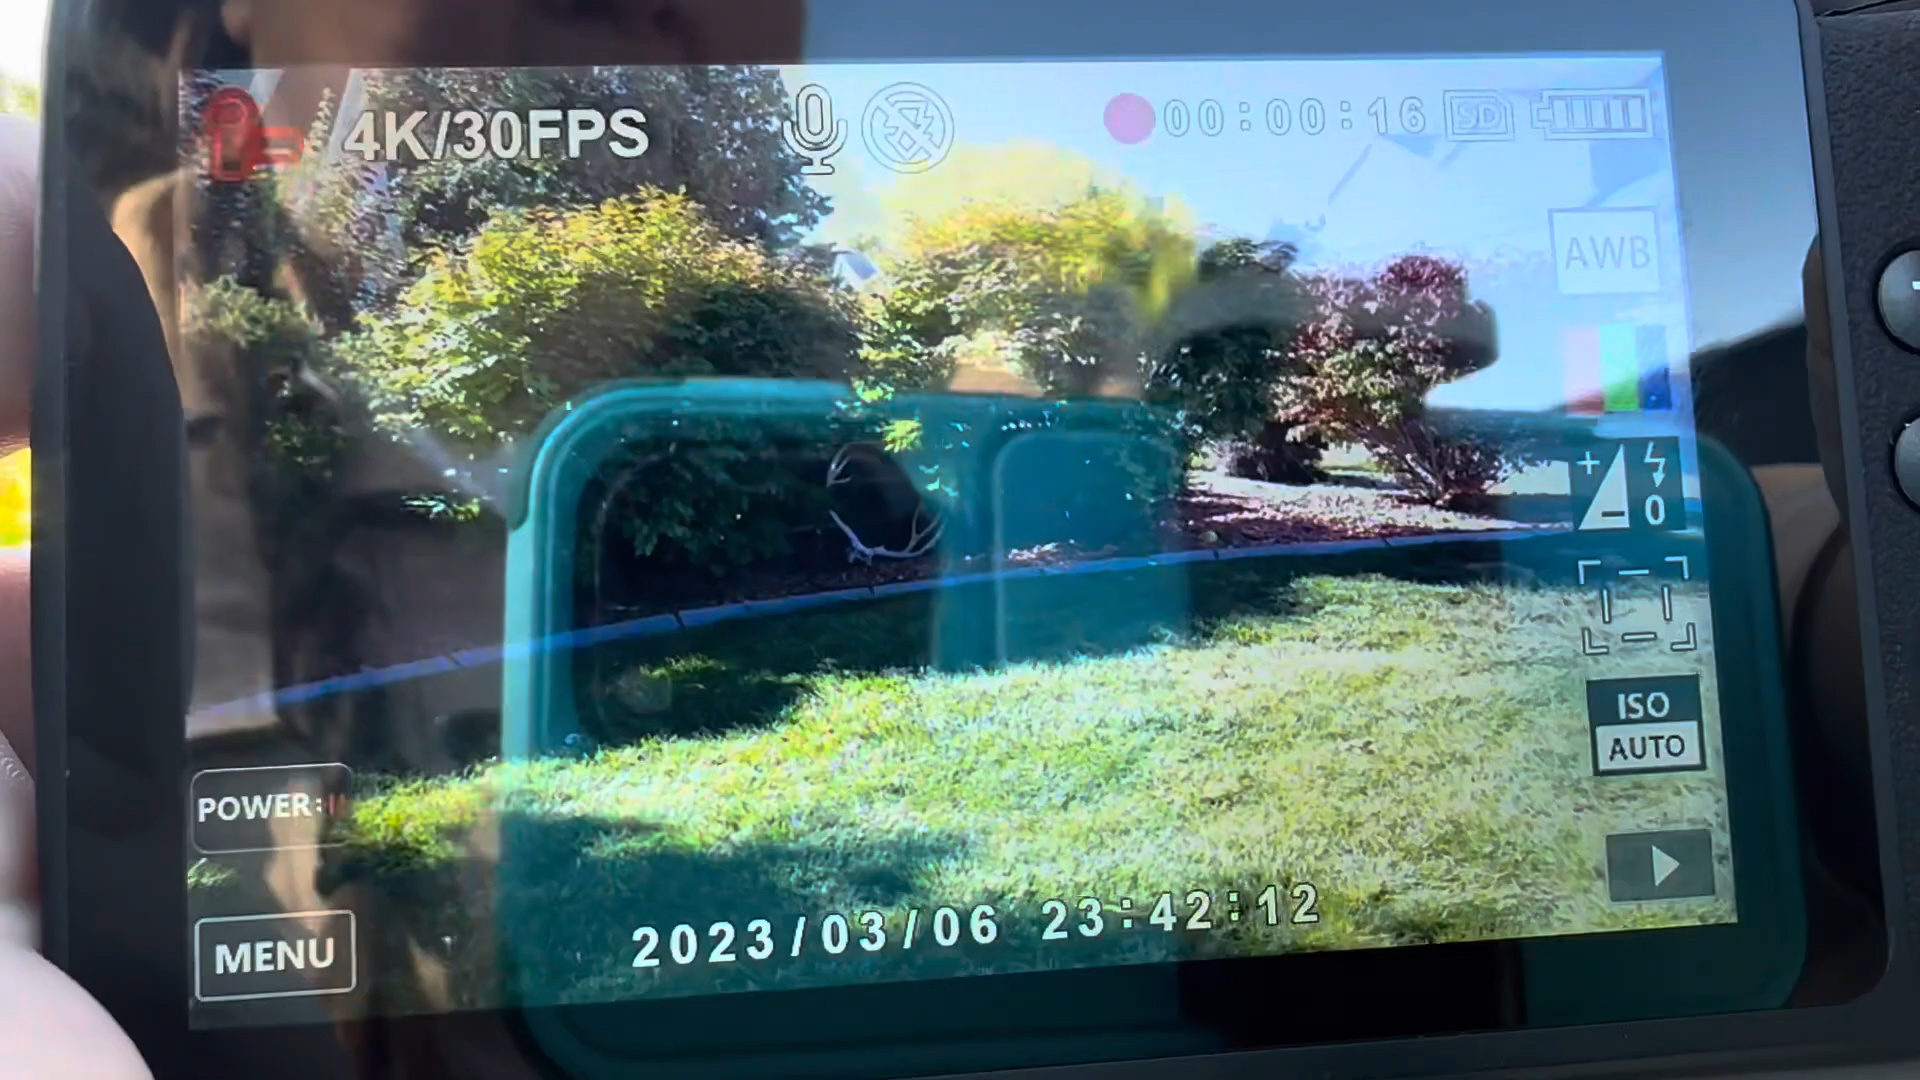 4K/30FPS
00:00:16
SD
AWB
+ - 0
ISO
AUTO
POWER:
MENU
2023/03/06 23:42:12